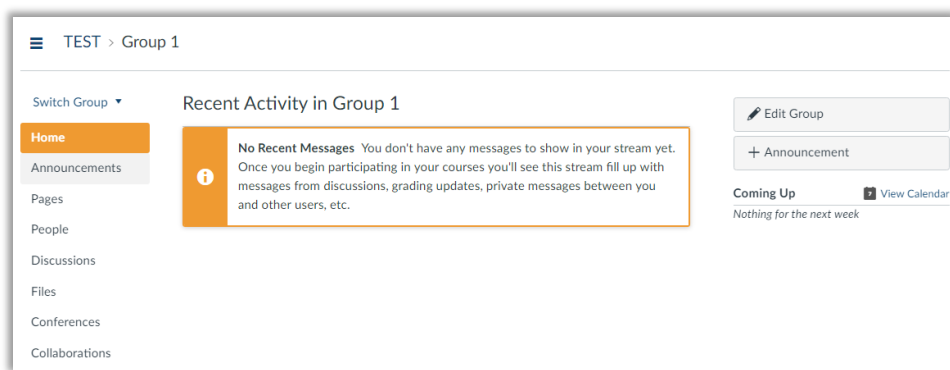 TEST > Group 1
Switch Group
Home
Announcements
Pages
People
Discussions
Files
Conferences
Collaborations
Recent Activity in Group 1
No Recent Messages You don't have any messages to show in your stream yet.
Once you begin participating in your courses you'll see this stream fill up with
messages from discussions, grading updates, private messages between you
and other users, etc.
Edit Group
+ Announcement
Coming Up
View Calendar
Nothing for the next week